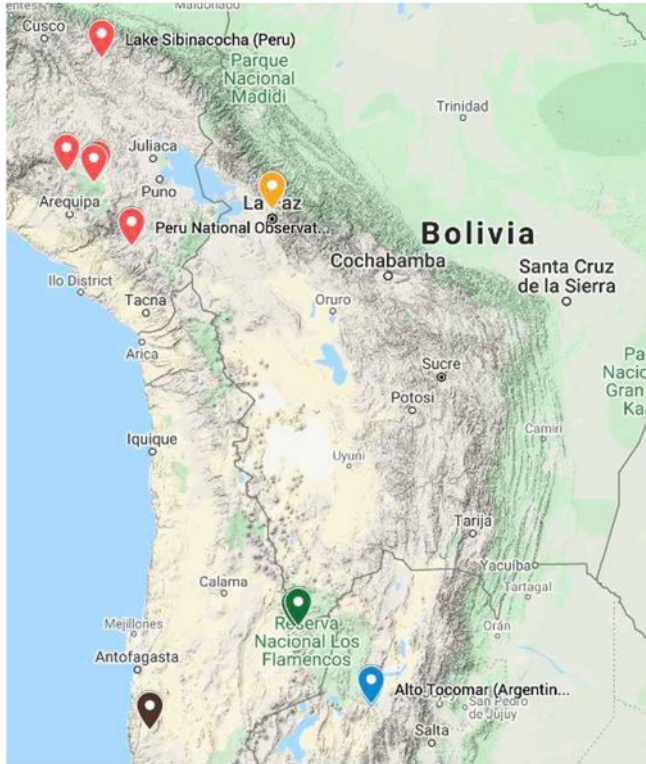 Cusco
Lake Sibinacocha (Peru)
Parque
Nacional
Madidi
Trinidad
Juliaca
Puno
Arequipa
La
Peru National Observat...
Bolivia
Cochabamba
Santa Cruz
de la Sierra
Ilo District
Tacna
Oruro
Arica
Sucre
Potosi
Iquique
Camiri
Uyuni
Tarija
Yacuiba
Tartagal
Calama
Orán
Mejillones
Reserva
Nacional Los
Flamencos
Antofagasta
Alto Tocomar (Argentin...
San Pedro
de Jujuy
Salta